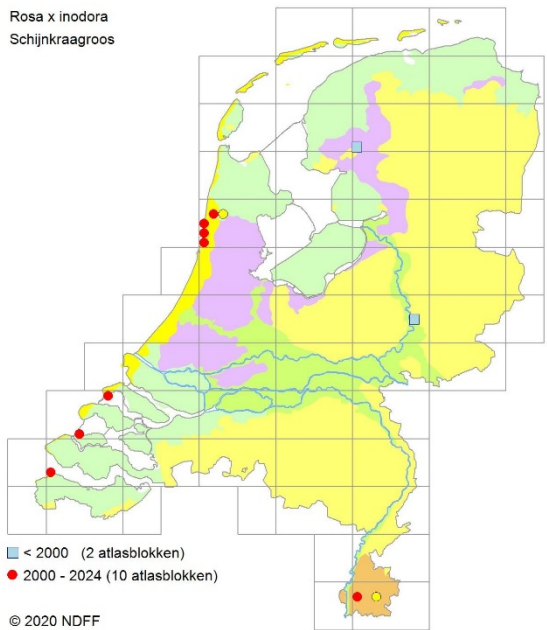 Rosa x inodora
Schijnkraagroos
< 2000 (2 atlasblokken)
2000 - 2024 (10 atlasblokken)
© 2020 NDFF